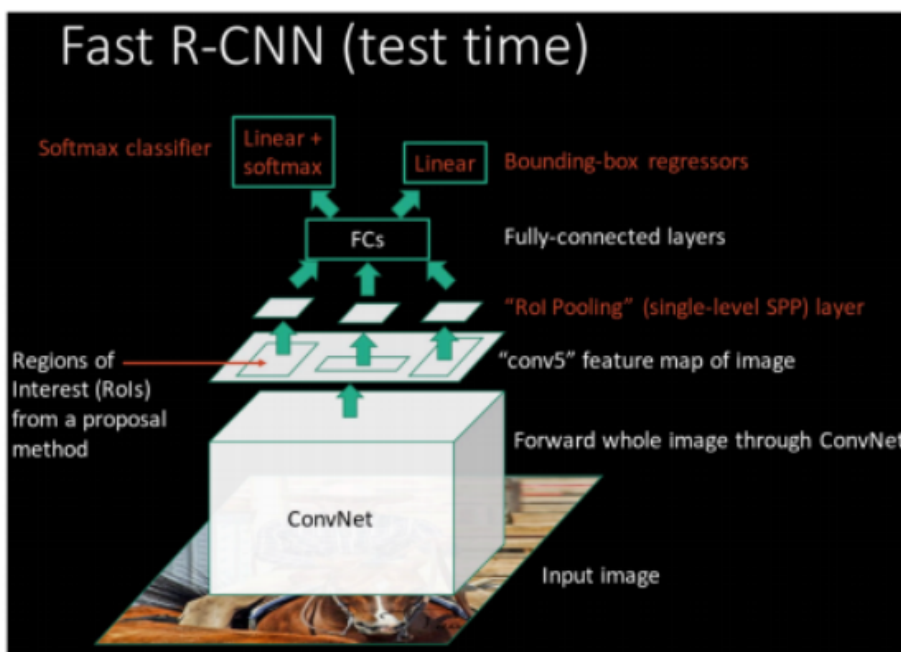 Fast R-CNN (test time)
Softmax classifier
Linear +
softmax
Linear
Bounding-box regressors
FCs
Fully-connected layers
"RoI Pooling" (single-level SPP) layer
Regions of
Interest (RoIs)
from a proposal
method
"conv5" feature map of image
Forward whole image through ConvNet
ConvNet
Input image